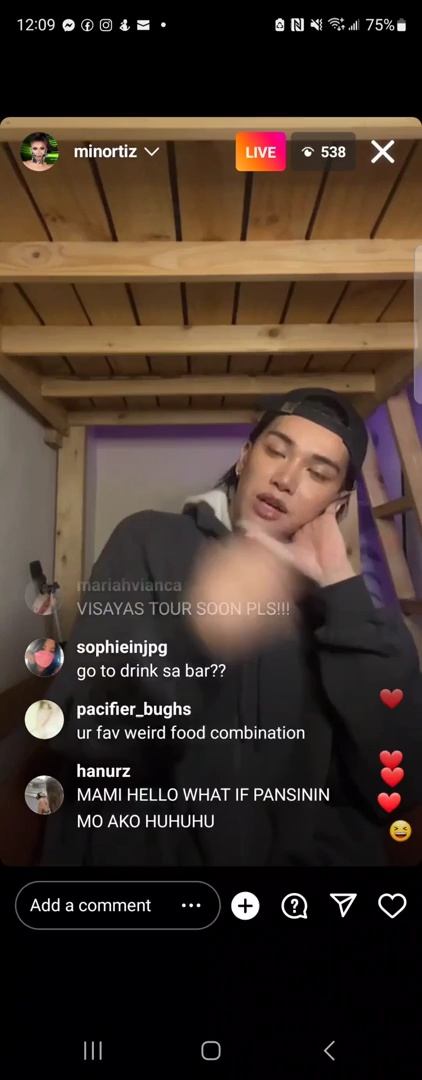 12:09
75%
minortiz
LIVE
538
mariahvianca
VISAYAS TOUR SOON PLS!!!
sophieinjpg
go to drink sa bar??
pacifier_bughs
ur fav weird food combination
hanurz
MAMI HELLO WHAT IF PANSININ
MO AKO HUHUHU
Add a comment